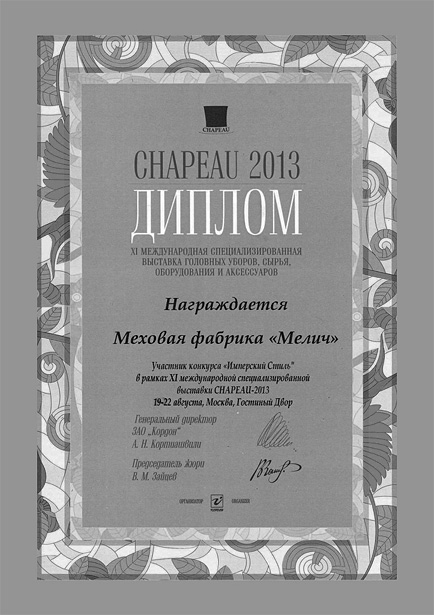 CHAPEAU
CHAPEAU 2013
ДИПЛОМ
XI МЕЖДУНАРОДНАЯ СПЕЦИАЛИЗИРОВАННАЯ
ВЫСТАВКА ГОЛОВНЫХ УБОРОВ, СЫРЬЯ,
ОБОРУДОВАНИЯ И АКСЕССУАРОВ
Награждается
Меховая фабрика «Мелич»
Участник конкурса «Имперский Стиль"
в рамках XI международной специализированной
выставки CHAPEAU-2013
19-22 августа, Москва, Гостиный Двор
Генеральный директор
ЗАО „Кордон"
А. Н. Кортиашвили
Председатель жюри
В. М. Зайцев
ОРГАНИЗАТОР